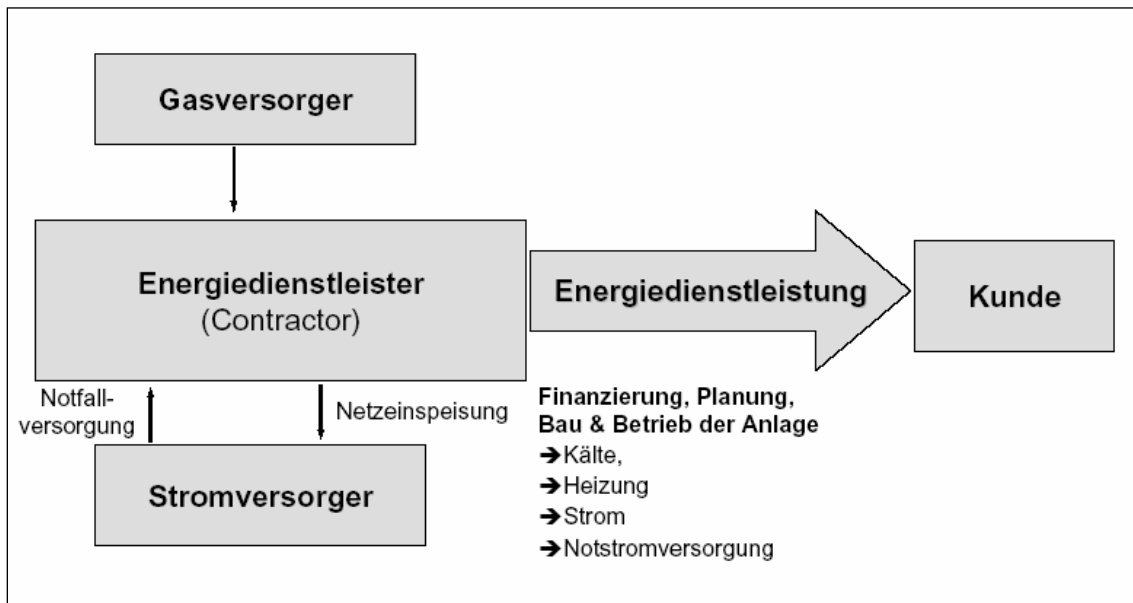 Gasversorger
Energiedienstleister
(Contractor)
Energiedienstleistung
Kunde
Notfall-
versorgung
Netzeinspeisung
Stromversorger
Finanzierung, Planung,
Bau & Betrieb der Anlage
➔Kälte,
➔Heizung
➔Strom
➔Notstromversorgung